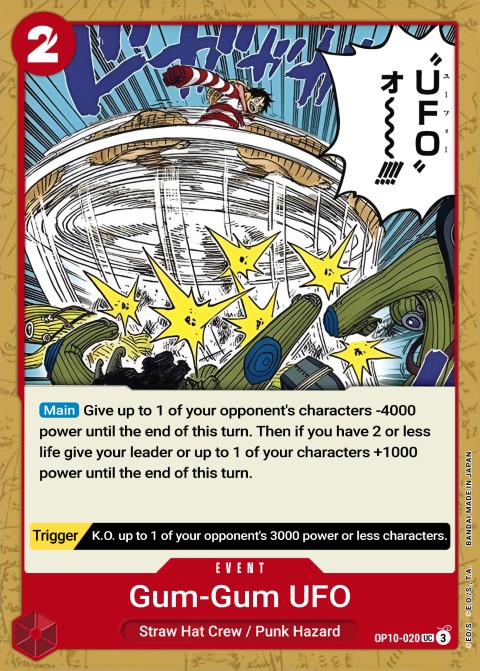 2
"UFO"
ユーフォー
オ〜〜〜!!!!
Main Give up to 1 of your opponent's characters -4000
power until the end of this turn. Then if you have 2 or less
life give your leader or up to 1 of your characters +1000
power until the end of this turn.
Trigger K.O. up to 1 of your opponent's 3000 power or less characters.
EVENT
Gum-Gum UFO
Straw Hat Crew / Punk Hazard
OP10-020 UC 3
©E.O./S. ©E.O./S.,T.A. BANDAI MADE IN JAPAN